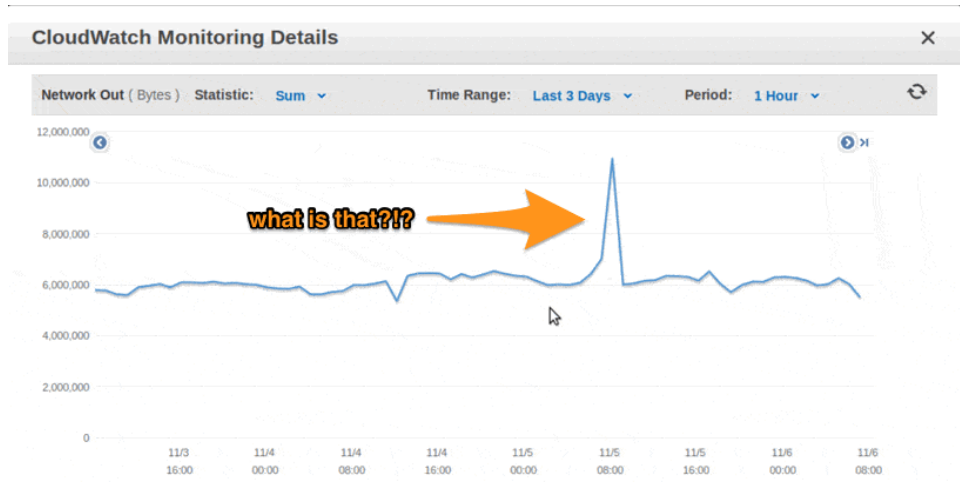 CloudWatch Monitoring Details
Network Out ( Bytes ) Statistic: Sum Time Range: Last 3 Days Period: 1 Hour
12,000,000
10,000,000
what is that?!?
8,000,000
6,000,000
4,000,000
2,000,000
0
11/3 11/4 11/4 11/4 11/5 11/5 11/5 11/6 11/6
16:00 00:00 08:00 16:00 00:00 08:00 16:00 00:00 08:00